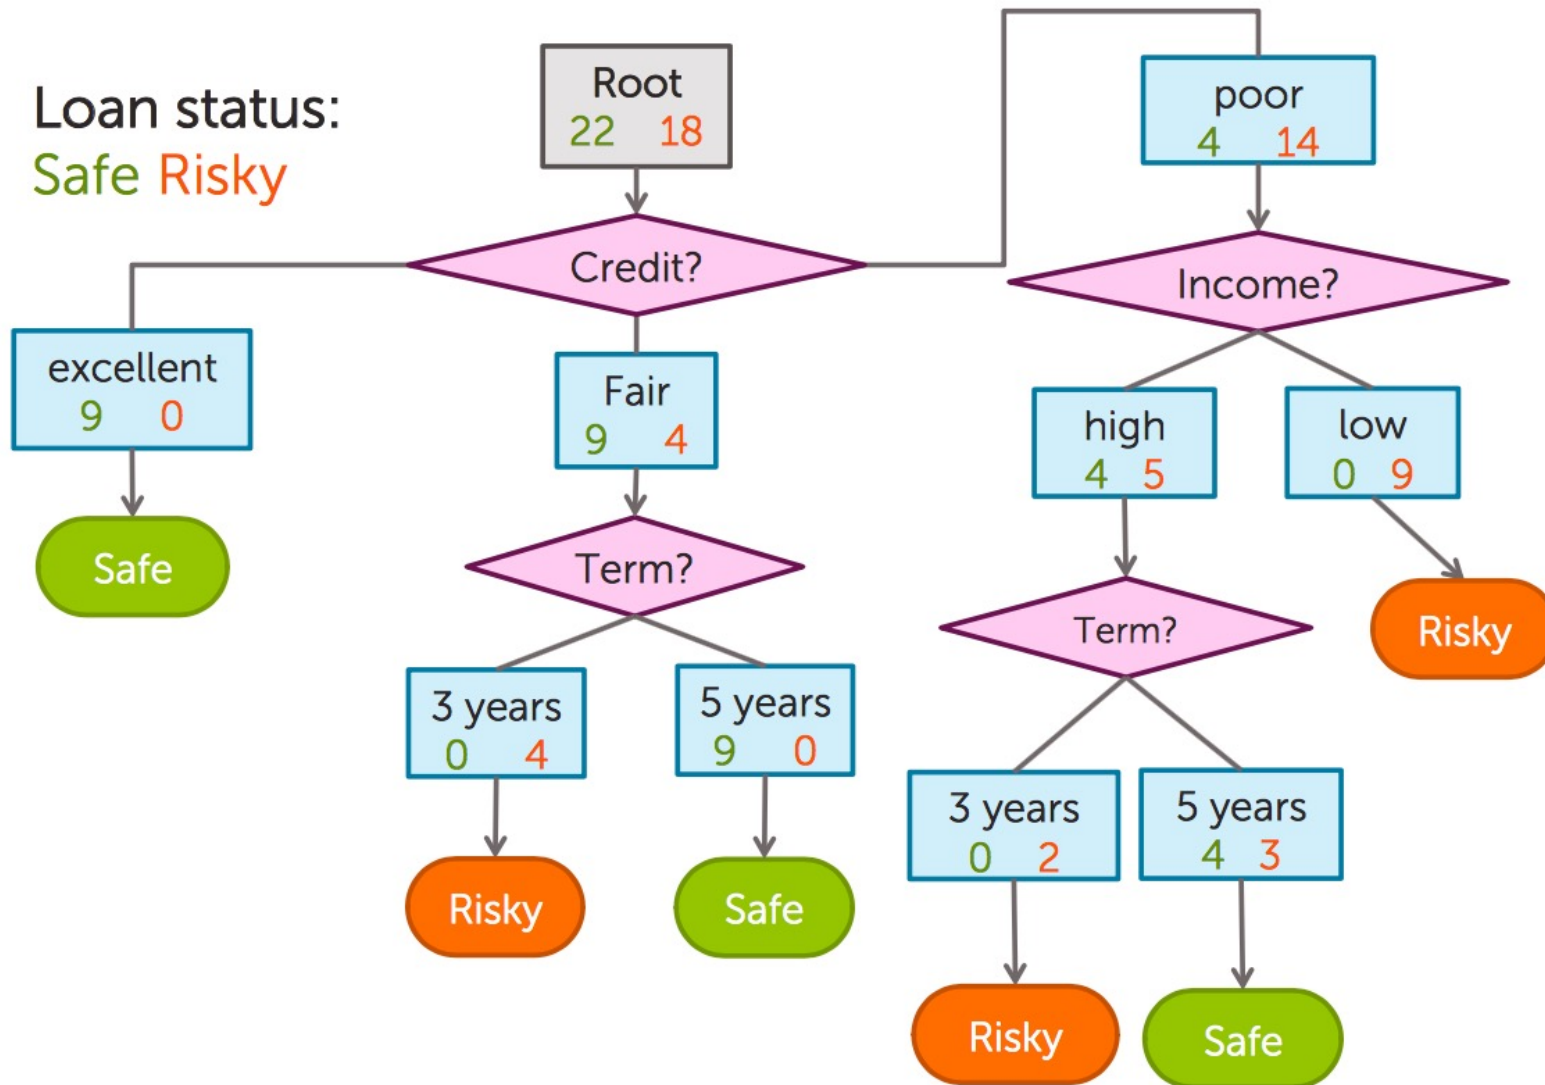 Loan status:
Safe Risky
Root
22 18
Credit?
excellent
9 0
Safe
Fair
9 4
Term?
3 years
0 4
Risky
5 years
9 0
Safe
poor
4 14
Income?
high
4 5
Term?
3 years
0 2
Risky
5 years
4 3
Safe
low
0 9
Risky